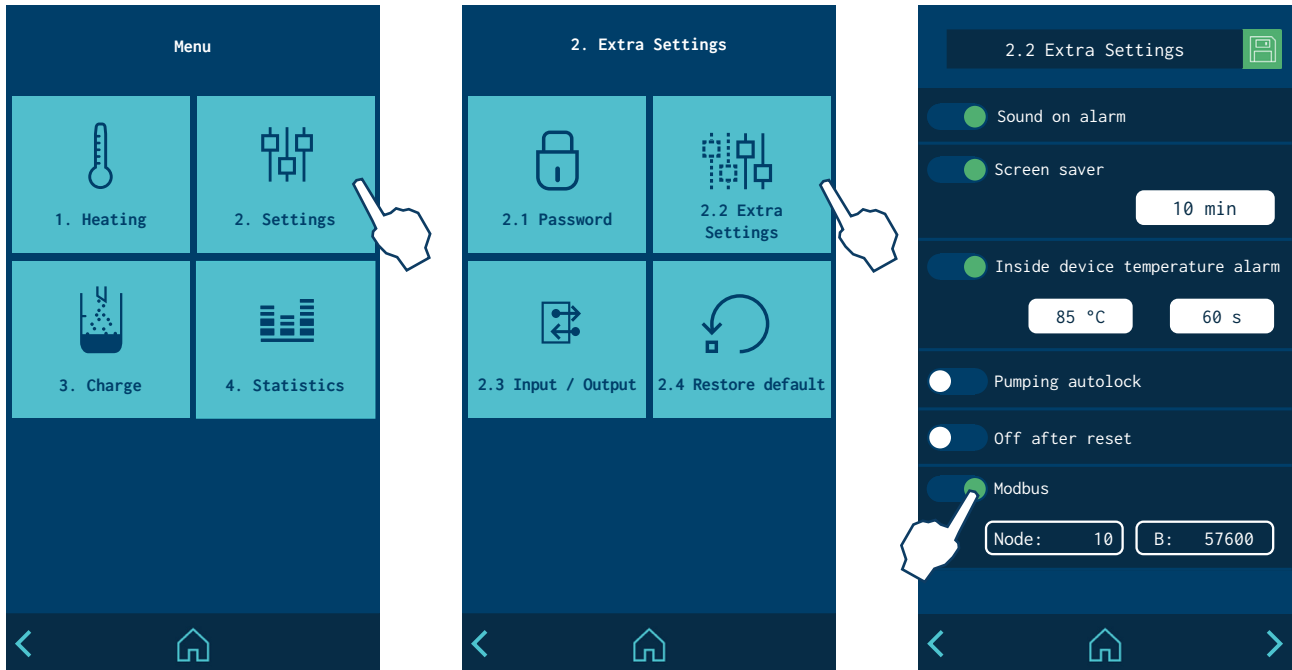 Menu
1. Heating
2. Settings
3. Charge
4. Statistics
2. Extra Settings
2.1 Password
2.2 Extra
Settings
2.3 Input / Output
2.4 Restore default
2.2 Extra Settings
Sound on alarm
Screen saver
10 min
Inside device temperature alarm
85 °C
60 s
Pumping autolock
Off after reset
Modbus
Node: 10
B: 57600